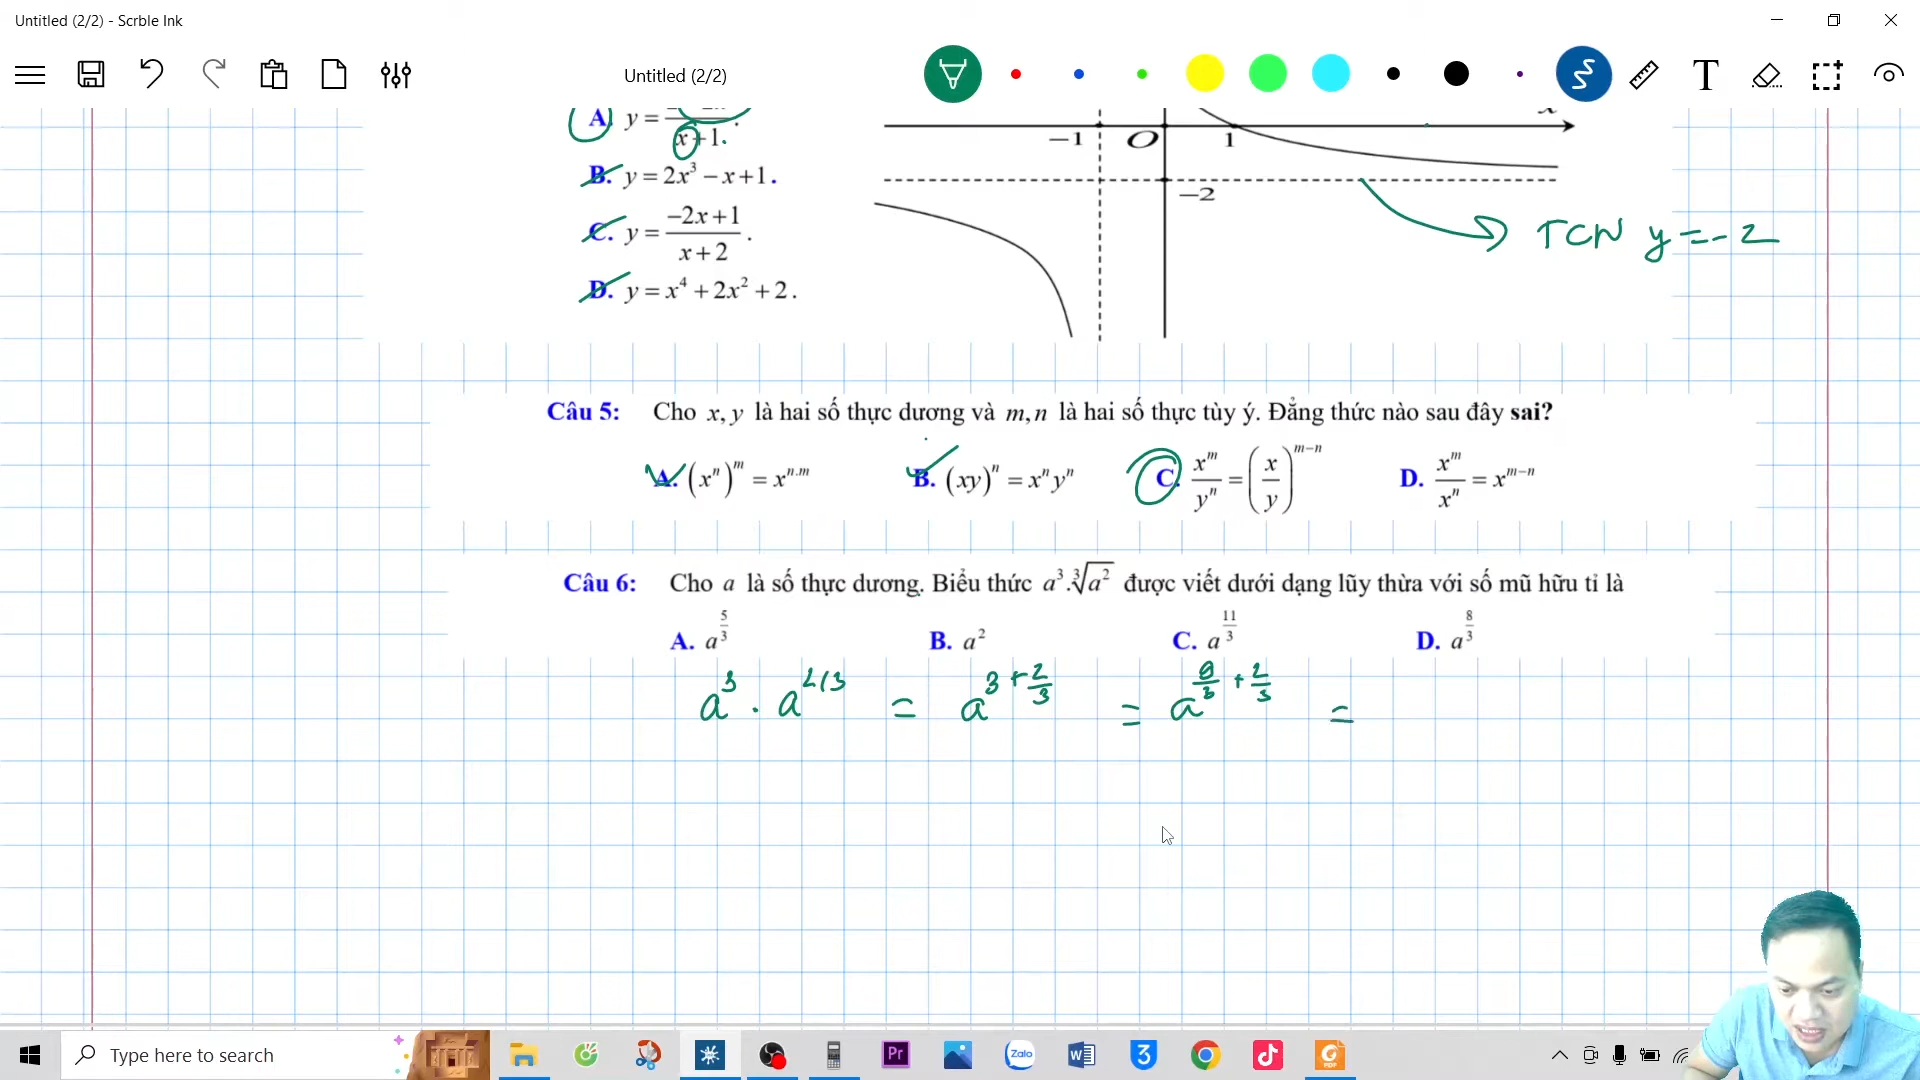 Untitled (2/2) - Scrble Ink
Untitled (2/2)
T
A. y = x+1.
B. y = 2x³ − x + 1.
C. y = (−2x+1)/(x+2).
D. y = x⁴ + 2x² + 2.
x
−1 O 1
−2
TCN y = -2
Câu 5: Cho x, y là hai số thực dương và m, n là hai số thực tùy ý. Đẳng thức nào sau đây sai?
A. (xⁿ)ᵐ = xⁿ·ᵐ B. (xy)ⁿ = xⁿyⁿ C. xᵐ/yⁿ = (x/y)ᵐ⁻ⁿ D. xᵐ/xⁿ = xᵐ⁻ⁿ
Câu 6: Cho a là số thực dương. Biểu thức a³.∛a² được viết dưới dạng lũy thừa với số mũ hữu tỉ là
A. a^(5/3) B. a² C. a^(11/3) D. a^(8/3)
a³ . a^(2/3) = a^(3 + 2/3) = a^(9/3 + 2/3) =
Type here to search
Pr
Zalo
W
3
PDF